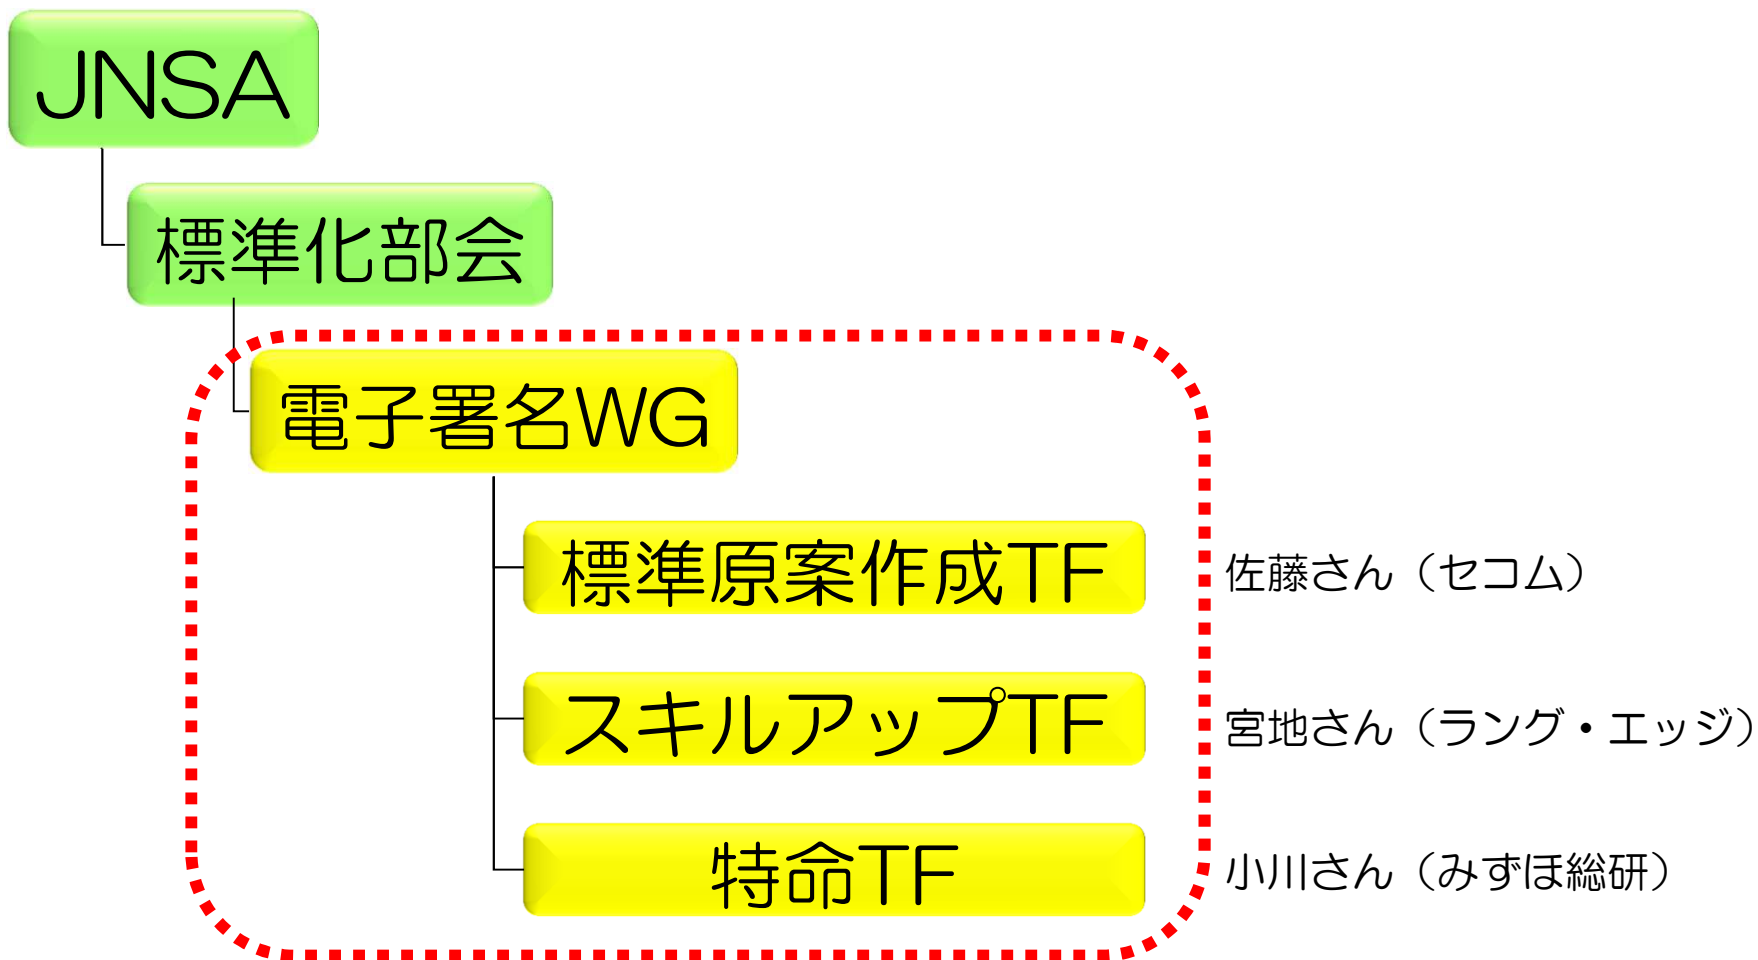 JNSA
標準化部会
電子署名WG
標準原案作成TF
佐藤さん（セコム）
スキルアップTF
宮地さん（ラング・エッジ）
特命TF
小川さん（みずほ総研）